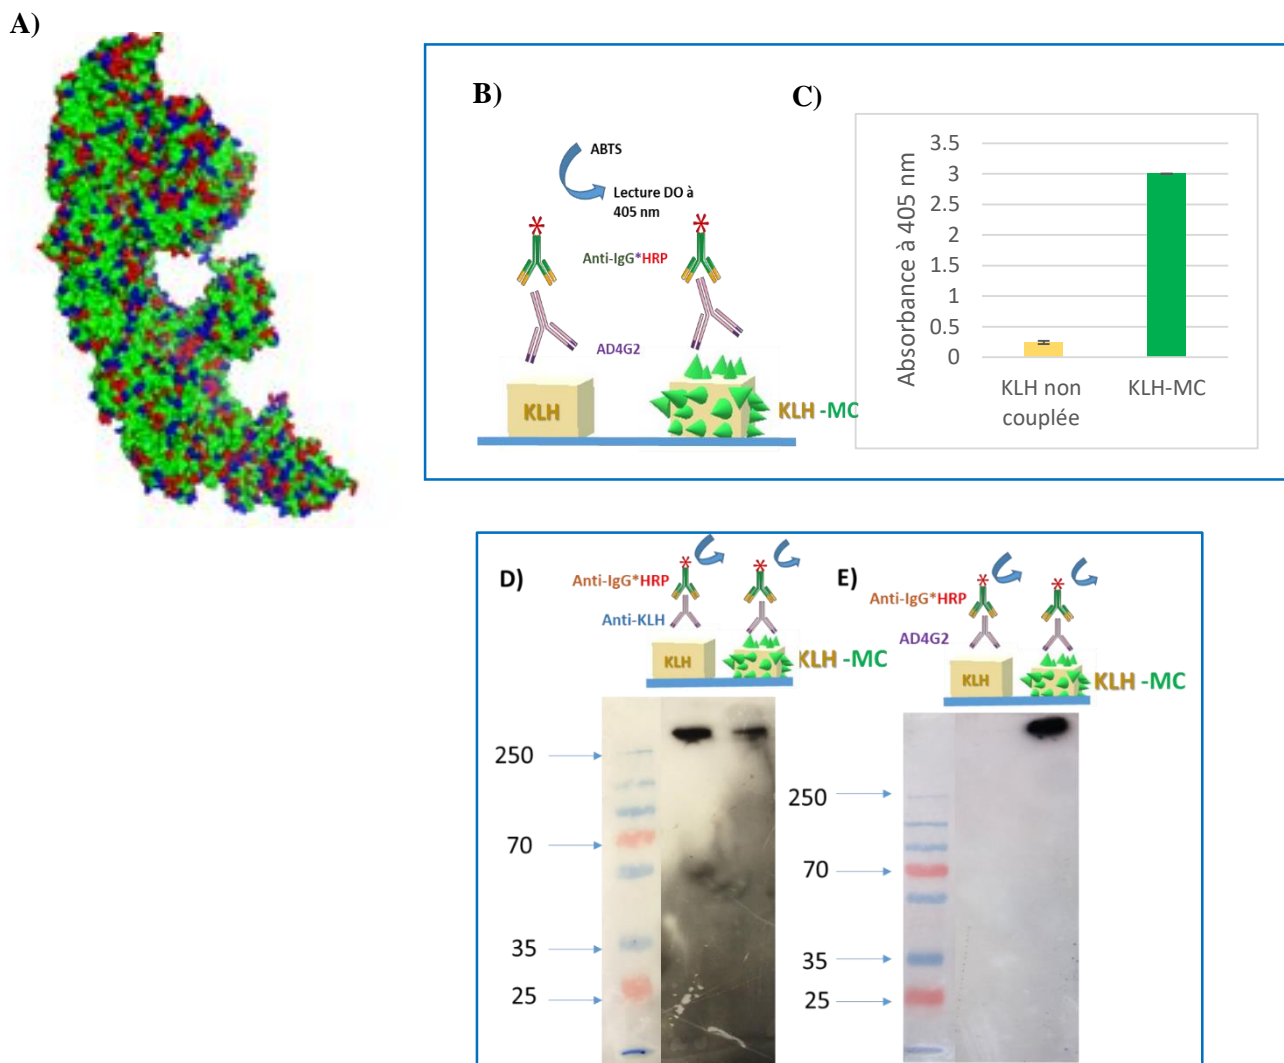 A)
B)
ABTS
Lecture DO à
405 nm
Anti-IgG*HRP
AD4G2
KLH
KLH -MC
C)
Absorbance à 405 nm
3.5
3
2.5
2
1.5
1
0.5
0
KLH non
couplée
KLH-MC
D)
Anti-IgG*HRP
Anti-KLH
KLH
KLH -MC
250
70
35
25
E)
Anti-IgG*HRP
AD4G2
KLH
KLH -MC
250
70
35
25